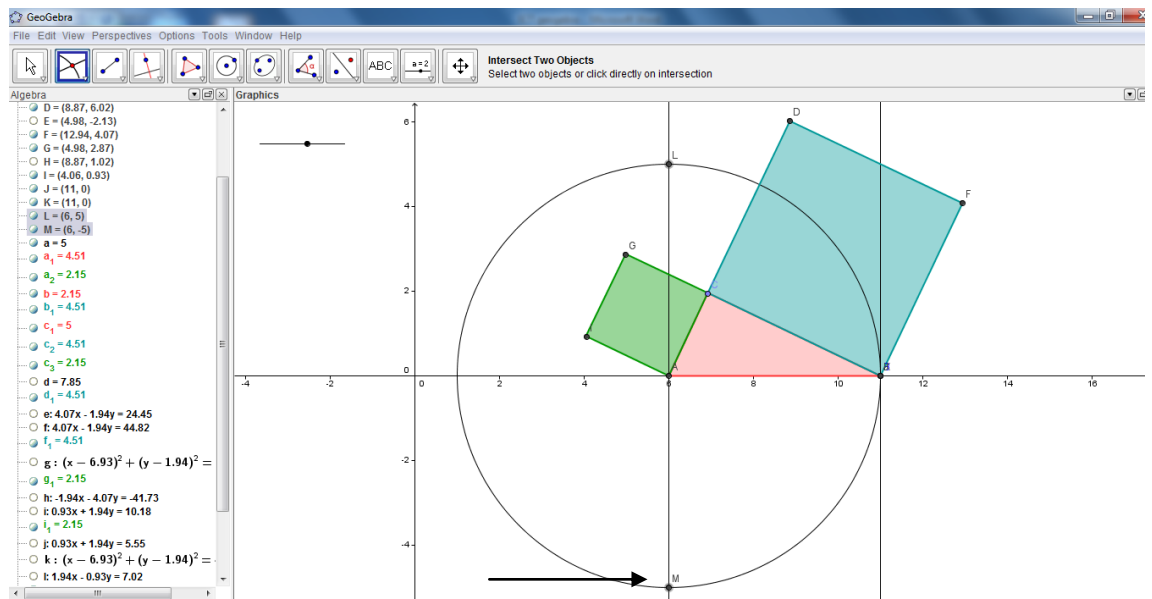 GeoGebra
File Edit View Perspectives Options Tools Window Help
ABC
a = 2
Intersect Two Objects
Select two objects or click directly on intersection
Algebra
Graphics
D = (8.87, 6.02)
E = (4.98, -2.13)
F = (12.94, 4.07)
G = (4.98, 2.87)
H = (8.87, 1.02)
I = (4.06, 0.93)
J = (11, 0)
K = (11, 0)
L = (6, 5)
M = (6, -5)
a = 5
a₁ = 4.51
a₂ = 2.15
b = 2.15
b₁ = 4.51
c₁ = 5
c₂ = 4.51
c₃ = 2.15
d = 7.85
d₁ = 4.51
e: 4.07x - 1.94y = 24.45
f: 4.07x - 1.94y = 44.82
f₁ = 4.51
g : (x − 6.93)² + (y − 1.94)² =
g₁ = 2.15
h: -1.94x - 4.07y = -41.73
i: 0.93x + 1.94y = 10.18
i₁ = 2.15
j: 0.93x + 1.94y = 5.55
k : (x − 6.93)² + (y − 1.94)² =
l: 1.94x - 0.93y = 7.02
D
6
L
4
F
G
2
C
I
0
A
-4 -2 0 2 4 6 8 10 12 14 16
-2
-4
M